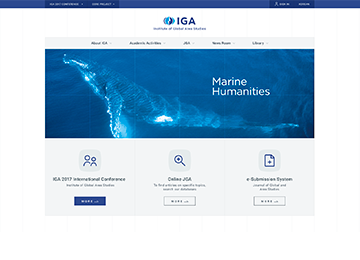 IGA 2017 CONFERENCE
HK+ PROJECT
SIGN IN
KOREAN
IGA
Institute of Global Area Studies
About IGA
Academic Activities
JGA
News Room
Library
Marine
Humanities
IGA 2017 International Conference
Institute of Global Area Studies
MORE
Online JGA
To find articles on specific topics,
search our databases
MORE
e-Submission System
Journal of Global and
Area Studies
MORE